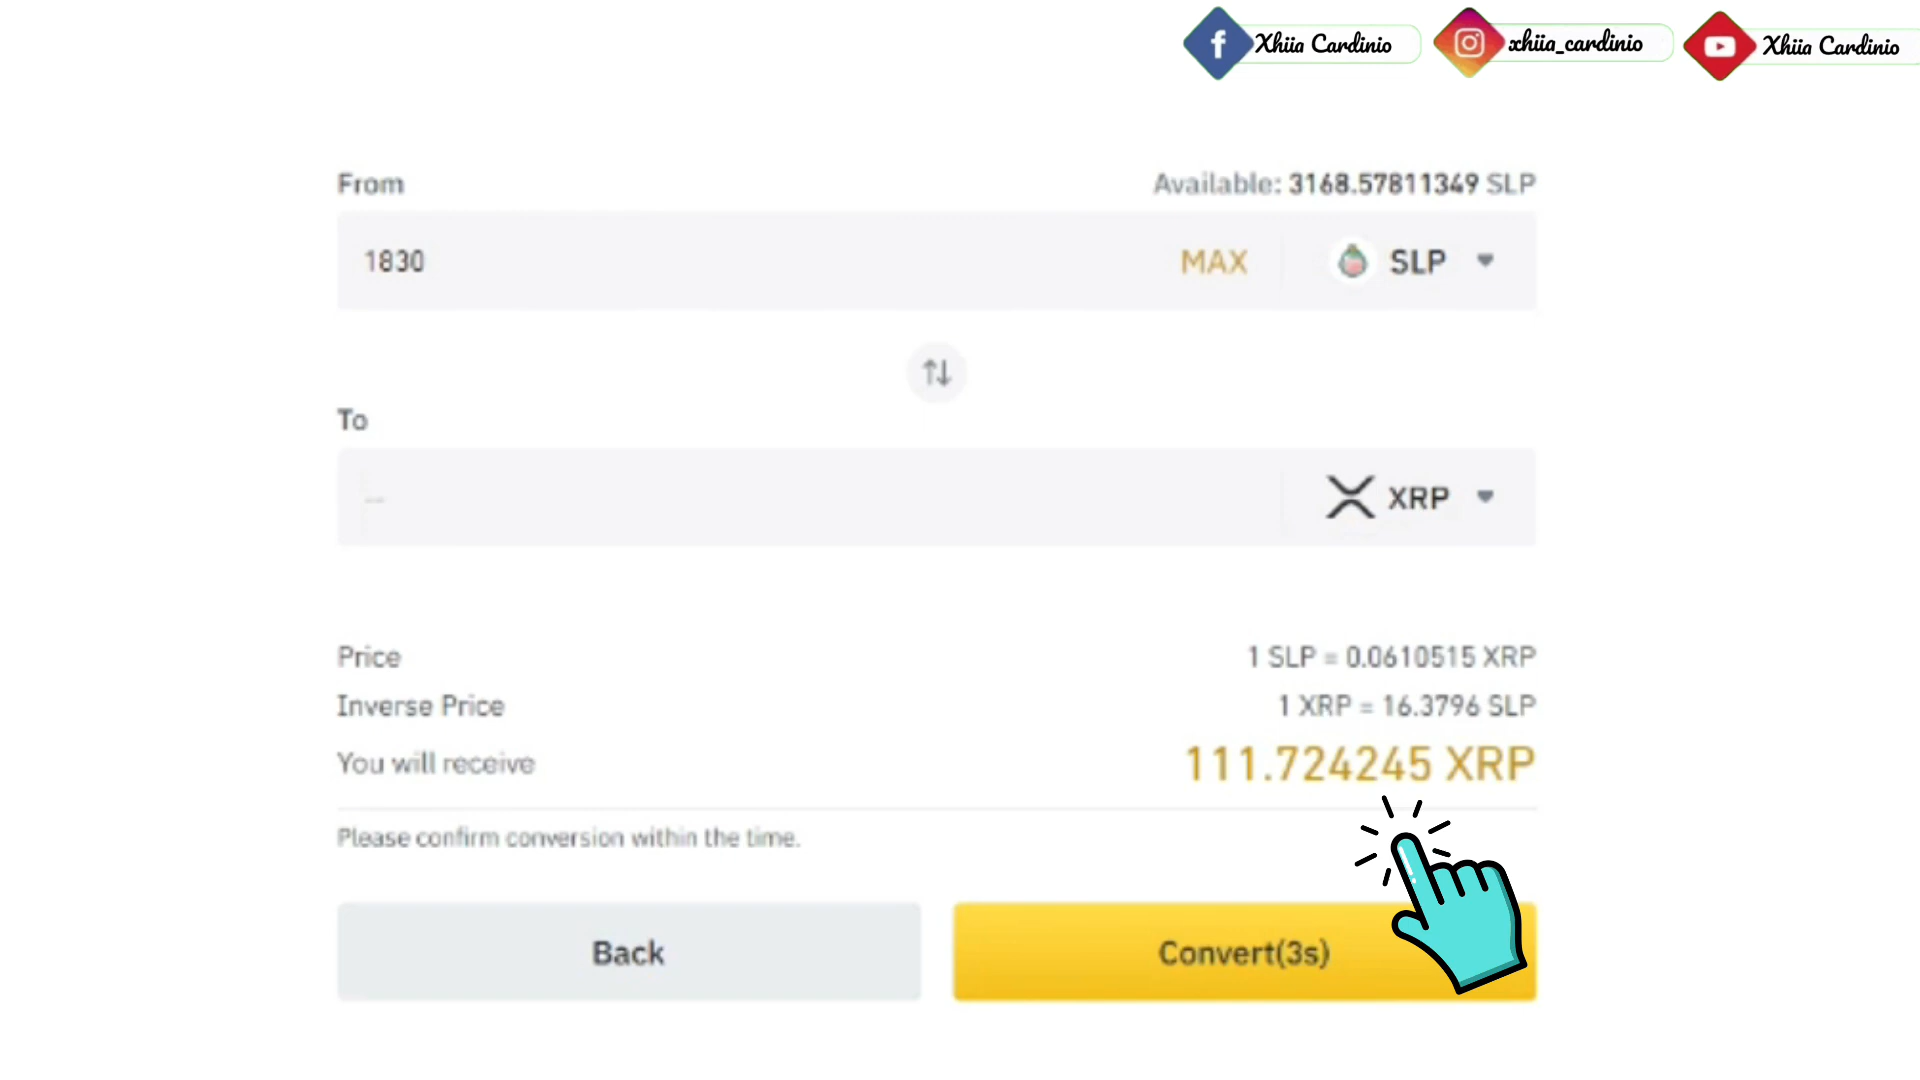 Xhiia Cardinio
xhiia_cardinio
Xhiia Cardinio
From
Available: 3168.57811349 SLP
1830
MAX
SLP
To
--
XRP
Price
1 SLP = 0.0610515 XRP
Inverse Price
1 XRP = 16.3796 SLP
You will receive
111.724245 XRP
Please confirm conversion within the time.
Back
Convert(3s)